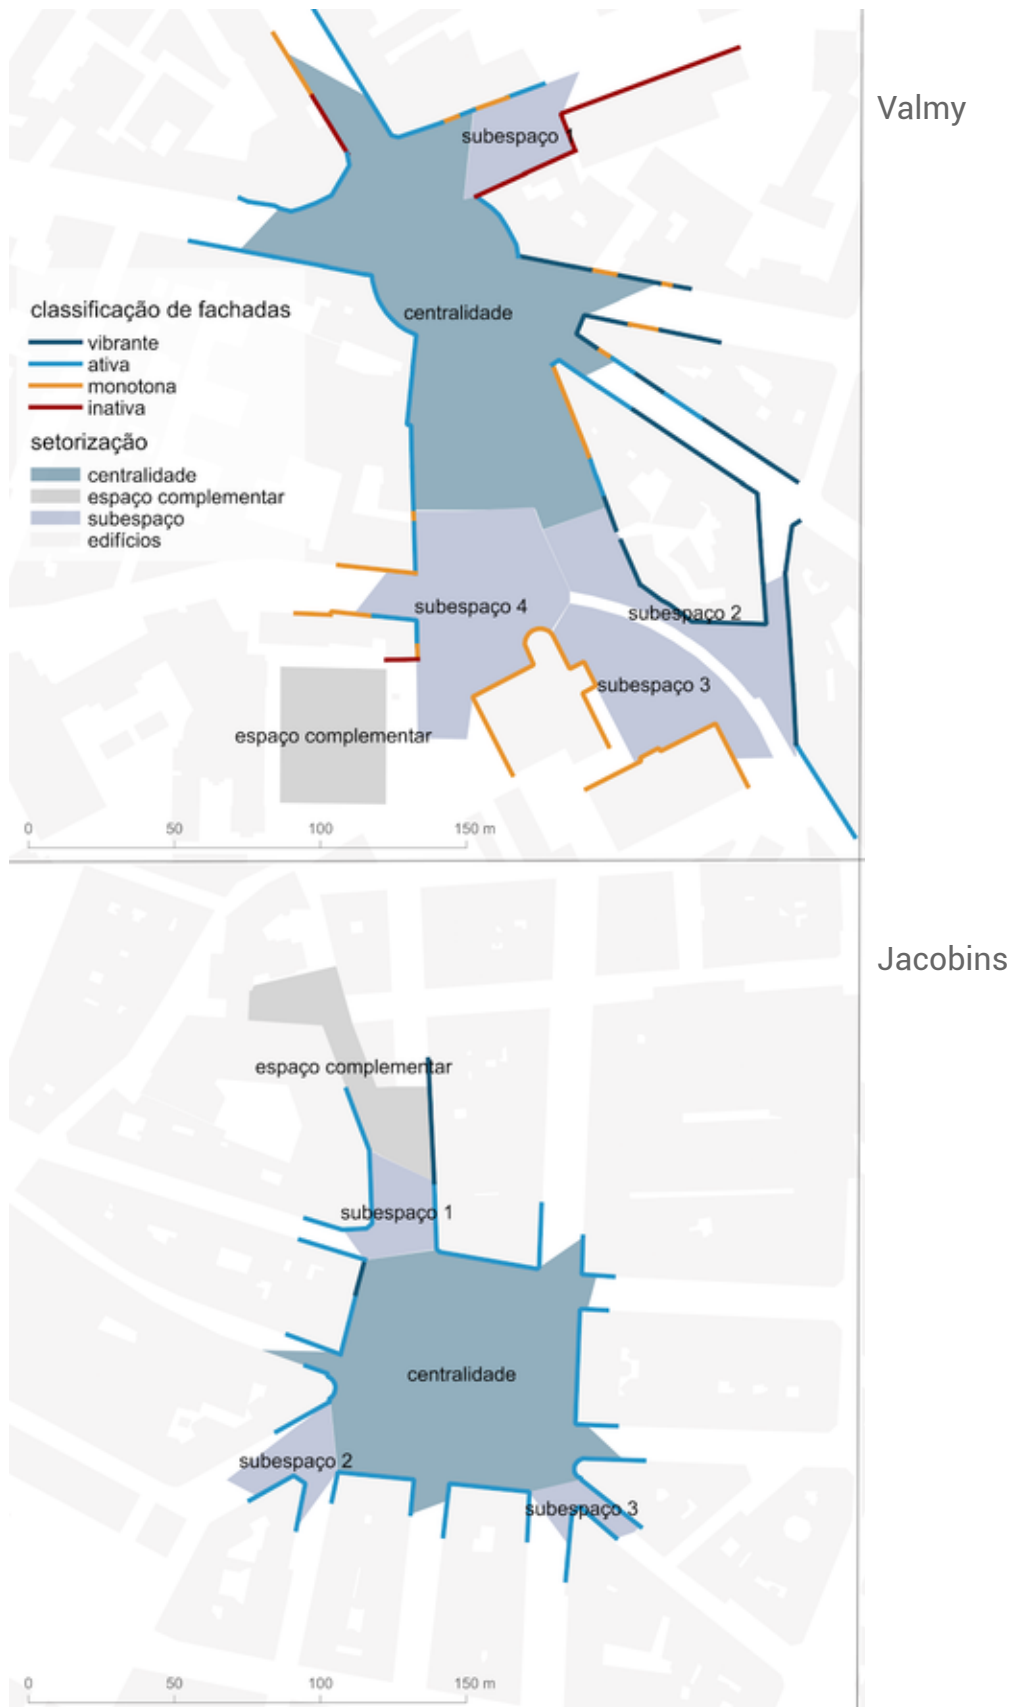 Valmy
subespaço 1
centralidade
classificação de fachadas
vibrante
ativa
monotona
inativa
setorização
centralidade
espaço complementar
subespaço
edifícios
subespaço 4
subespaço 2
subespaço 3
espaço complementar
0 50 100 150 m
Jacobins
espaço complementar
subespaço 1
centralidade
subespaço 2
subespaço 3
0 50 100 150 m